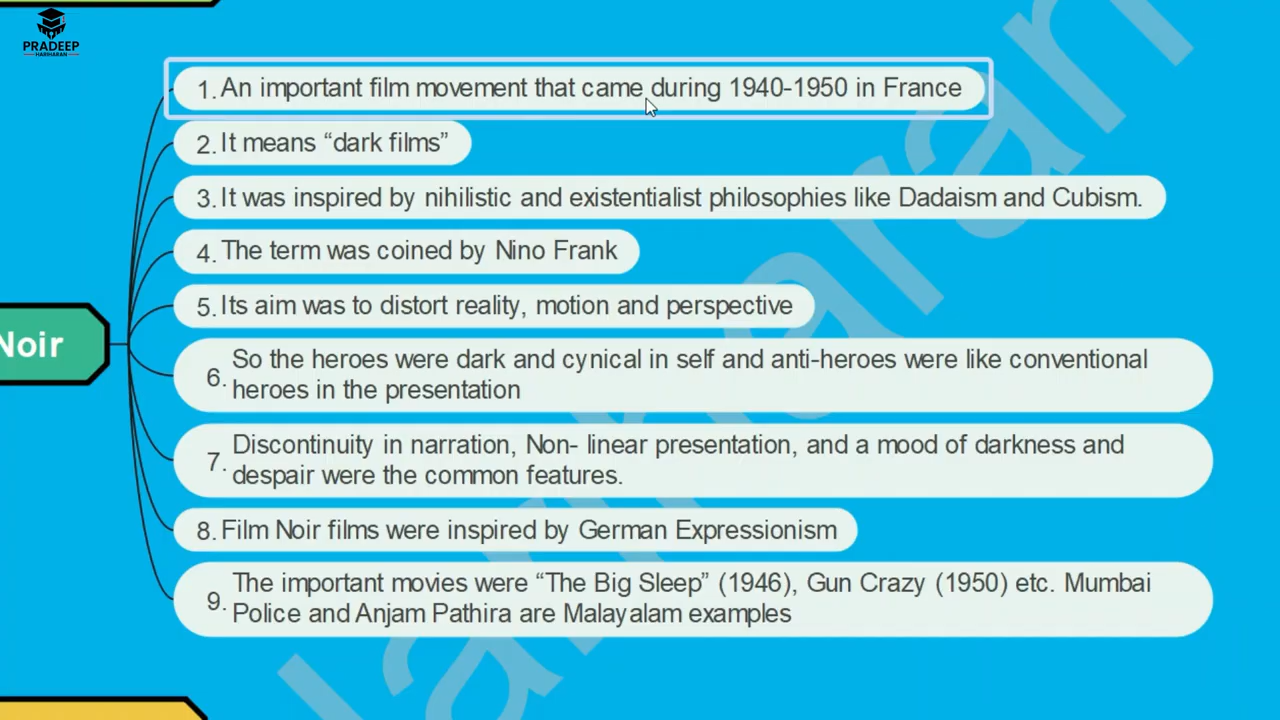 PRADEEP
HARIHARAN
1. An important film movement that came during 1940-1950 in France
2. It means “dark films”
3. It was inspired by nihilistic and existentialist philosophies like Dadaism and Cubism.
4. The term was coined by Nino Frank
5. Its aim was to distort reality, motion and perspective
Noir
6. So the heroes were dark and cynical in self and anti-heroes were like conventional
heroes in the presentation
7. Discontinuity in narration, Non- linear presentation, and a mood of darkness and
despair were the common features.
8. Film Noir films were inspired by German Expressionism
9. The important movies were “The Big Sleep” (1946), Gun Crazy (1950) etc. Mumbai
Police and Anjam Pathira are Malayalam examples